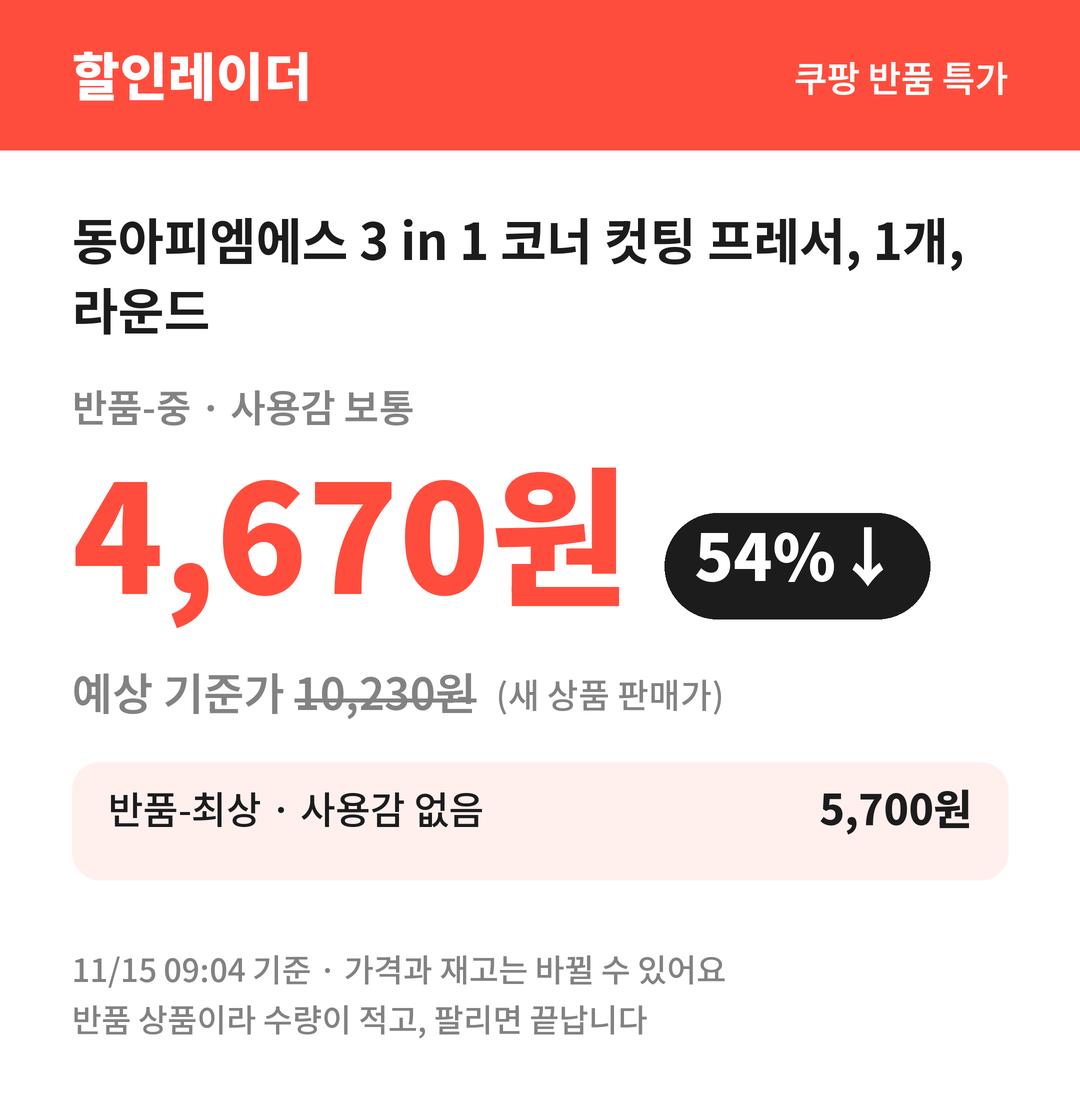 할인레이더
쿠팡 반품 특가
동아피엠에스 3 in 1 코너 컷팅 프레서, 1개,
라운드
반품-중 · 사용감 보통
4,670원
54%↓
예상 기준가 10,230원 (새 상품 판매가)
반품-최상 · 사용감 없음
5,700원
11/15 09:04 기준 · 가격과 재고는 바뀔 수 있어요
반품 상품이라 수량이 적고, 팔리면 끝납니다